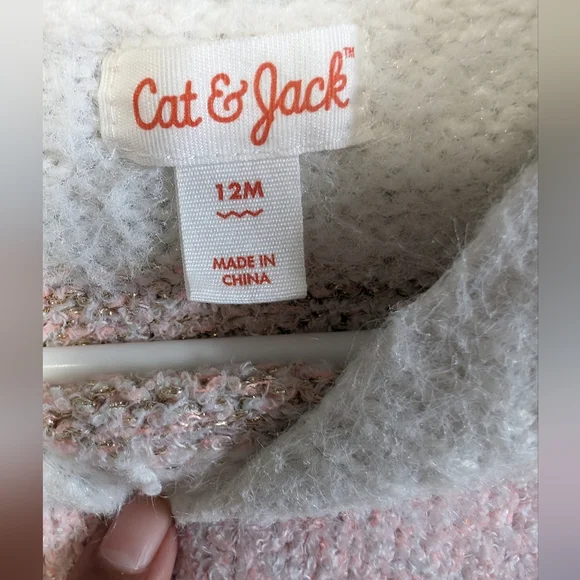 Cat & Jack™
12M
MADE IN
CHINA